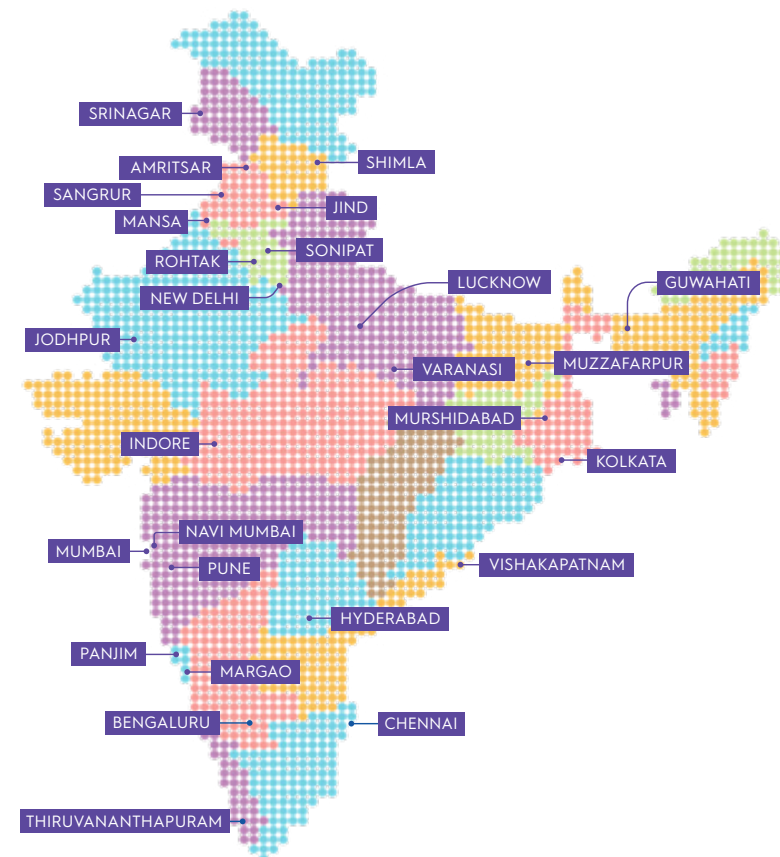 SRINAGAR
SHIMLA
AMRITSAR
SANGRUR
JIND
MANSA
SONIPAT
ROHTAK
LUCKNOW
GUWAHATI
NEW DELHI
JODHPUR
MUZZAFARPUR
VARANASI
MURSHIDABAD
INDORE
KOLKATA
NAVI MUMBAI
MUMBAI
VISHAKAPATNAM
PUNE
HYDERABAD
PANJIM
MARGAO
BENGALURU
CHENNAI
THIRUVANANTHAPURAM